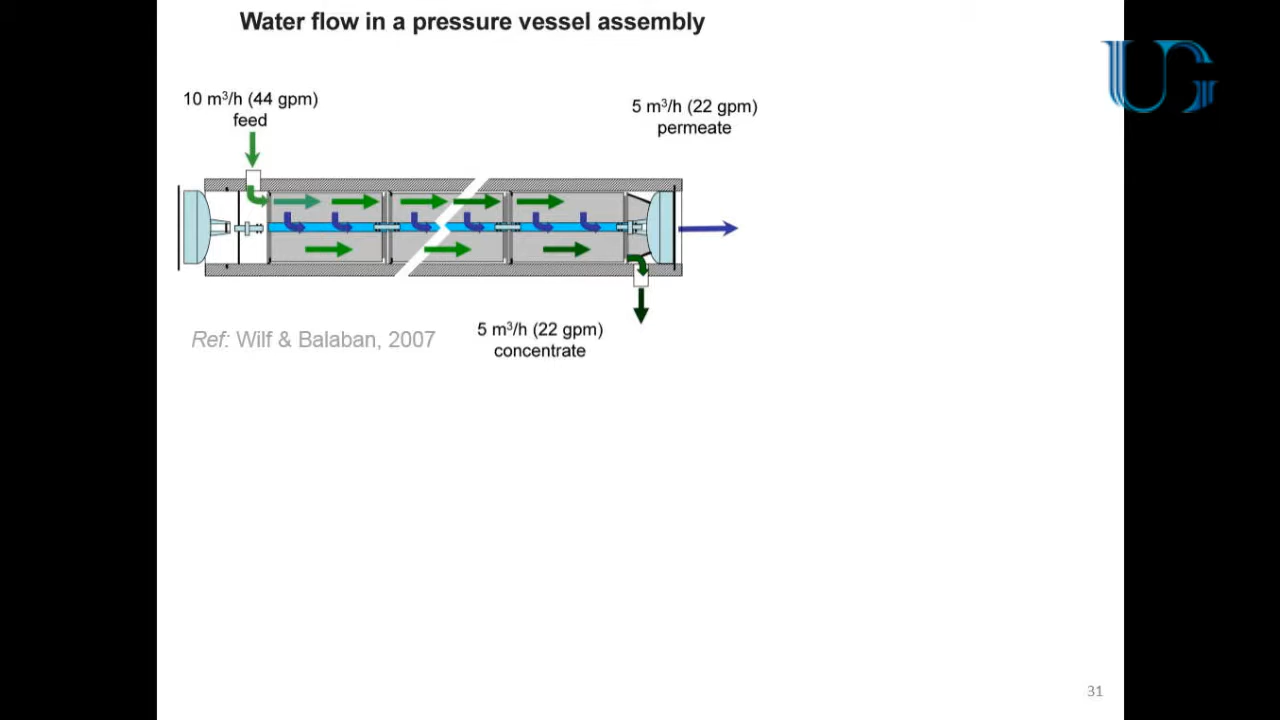 Water flow in a pressure vessel assembly
UG
10 m³/h (44 gpm)
feed
5 m³/h (22 gpm)
permeate
Ref: Wilf & Balaban, 2007
5 m³/h (22 gpm)
concentrate
31